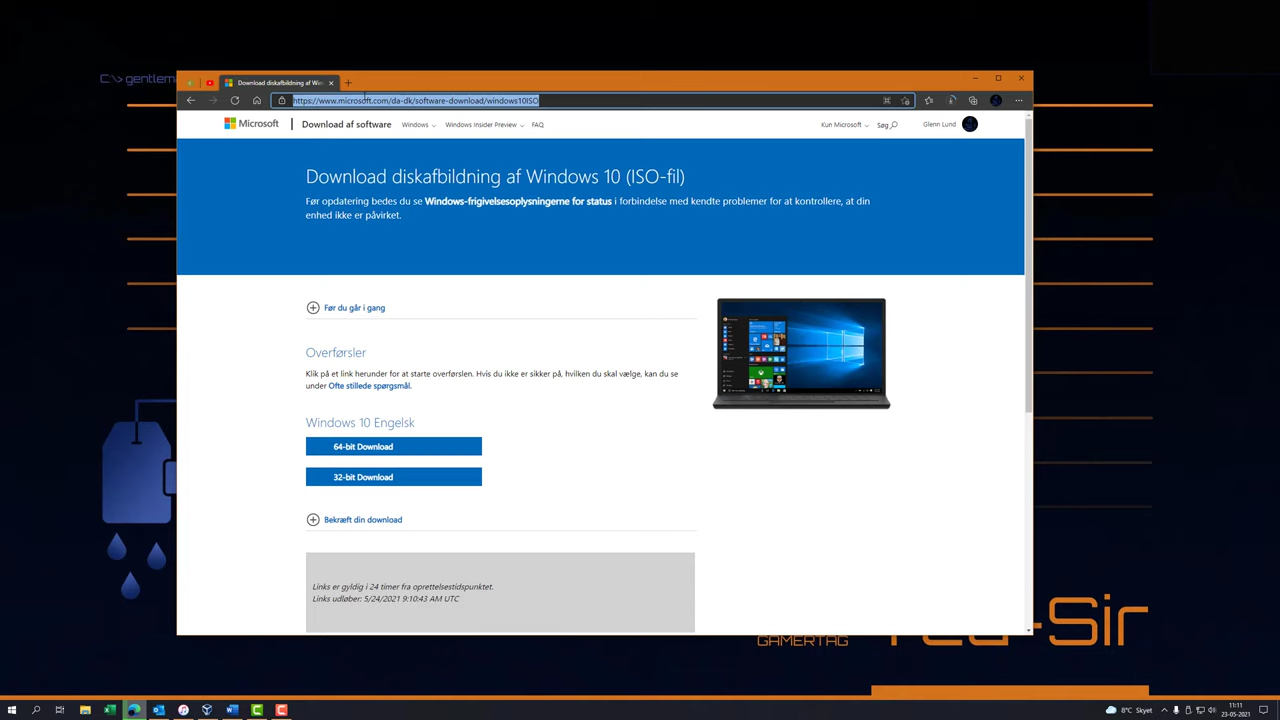 C:\>gentlem
Download diskafbildning af Win
https://www.microsoft.com/da-dk/software-download/windows10ISO
Microsoft
Download af software
Windows
Windows Insider Preview
FAQ
Kun Microsoft
Søg
Glenn Lund
Download diskafbildning af Windows 10 (ISO-fil)
Før opdatering bedes du se Windows-frigivelsesoplysningerne for status i forbindelse med kendte problemer for at kontrollere, at din
enhed ikke er påvirket.
Før du går i gang
Overførsler
Klik på et link herunder for at starte overførslen. Hvis du ikke er sikker på, hvilken du skal vælge, kan du se
under Ofte stillede spørgsmål.
Windows 10 Engelsk
64-bit Download
32-bit Download
Bekræft din download
Links er gyldig i 24 timer fra oprettelsestidspunktet.
Links udløber: 5/24/2021 9:10:43 AM UTC
-Sir
GAMERTAG
8°C Skyet
11:11
23-05-2021